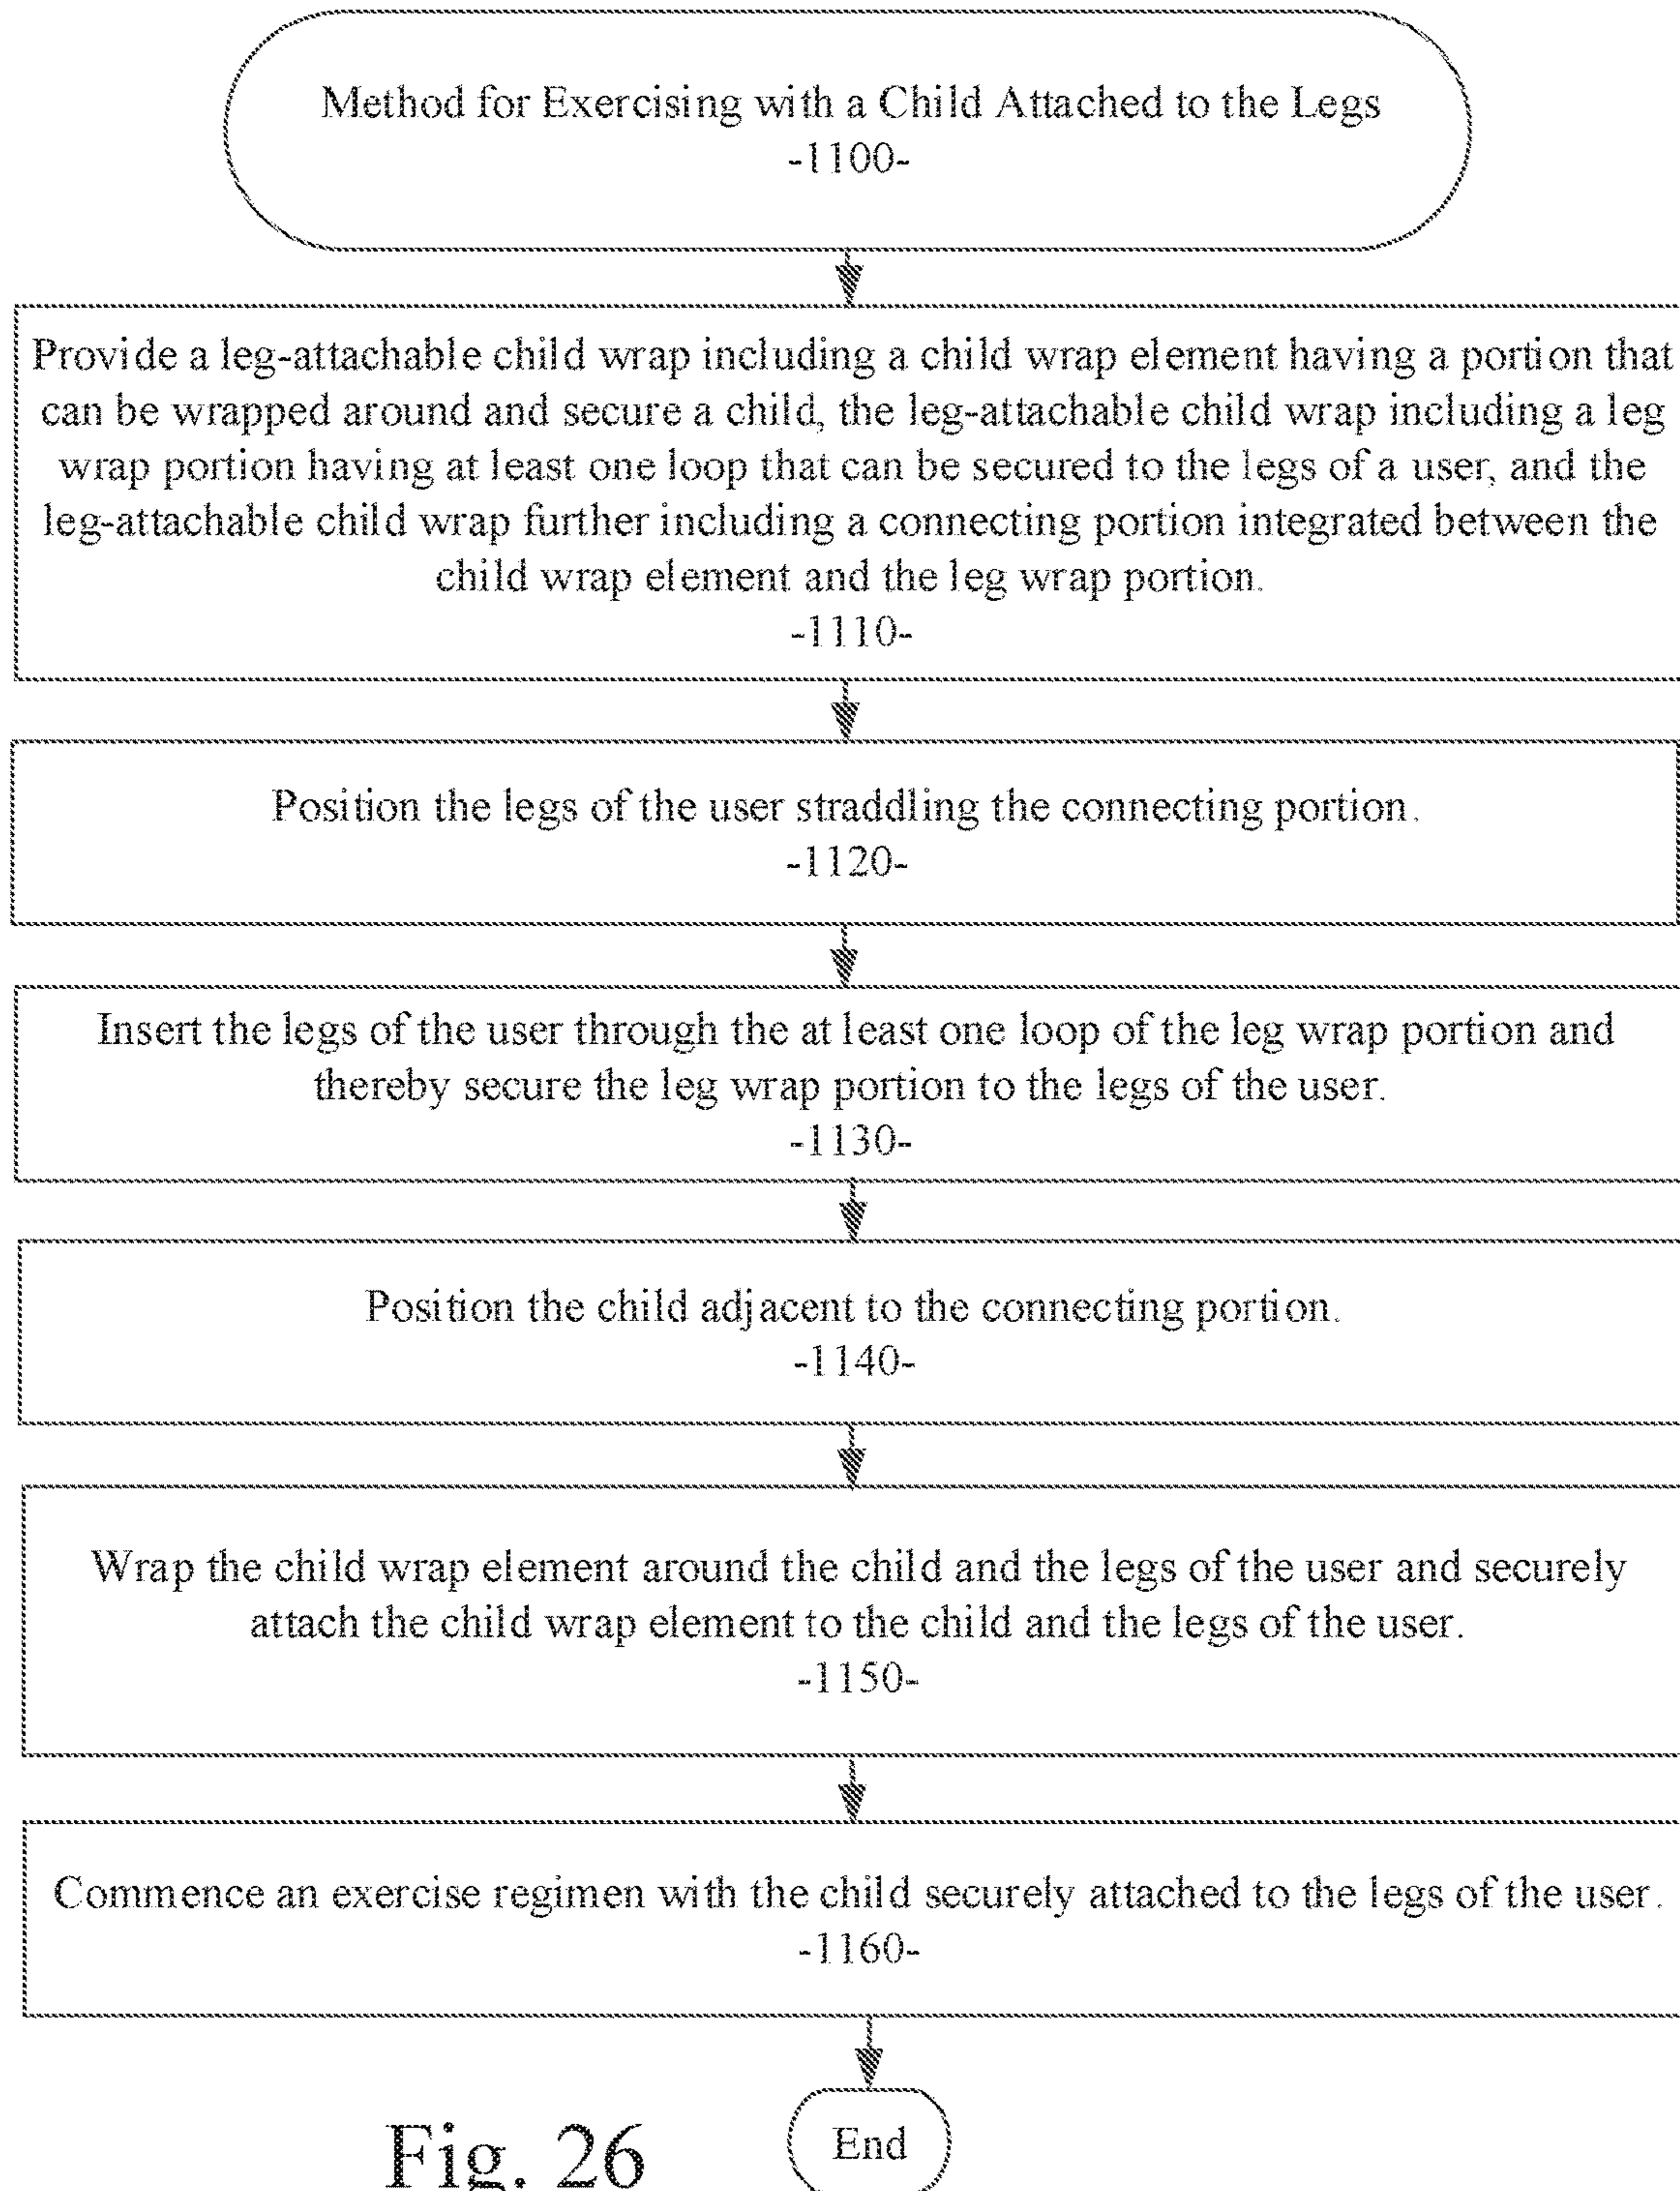 Method for Exercising with a Child Attached to the Legs
-1100-
Provide a leg-attachable child wrap including a child wrap element having a portion that
can be wrapped around and secure a child, the leg-attachable child wrap including a leg
wrap portion having at least one loop that can be secured to the legs of a user, and the
leg-attachable child wrap further including a connecting portion integrated between the
child wrap element and the leg wrap portion.
-1110-
Position the legs of the user straddling the connecting portion.
-1120-
Insert the legs of the user through the at least one loop of the leg wrap portion and
thereby secure the leg wrap portion to the legs of the user.
-1130-
Position the child adjacent to the connecting portion.
-1140-
Wrap the child wrap element around the child and the legs of the user and securely
attach the child wrap element to the child and the legs of the user.
-1150-
Commence an exercise regimen with the child securely attached to the legs of the user.
-1160-
End
Fig. 26